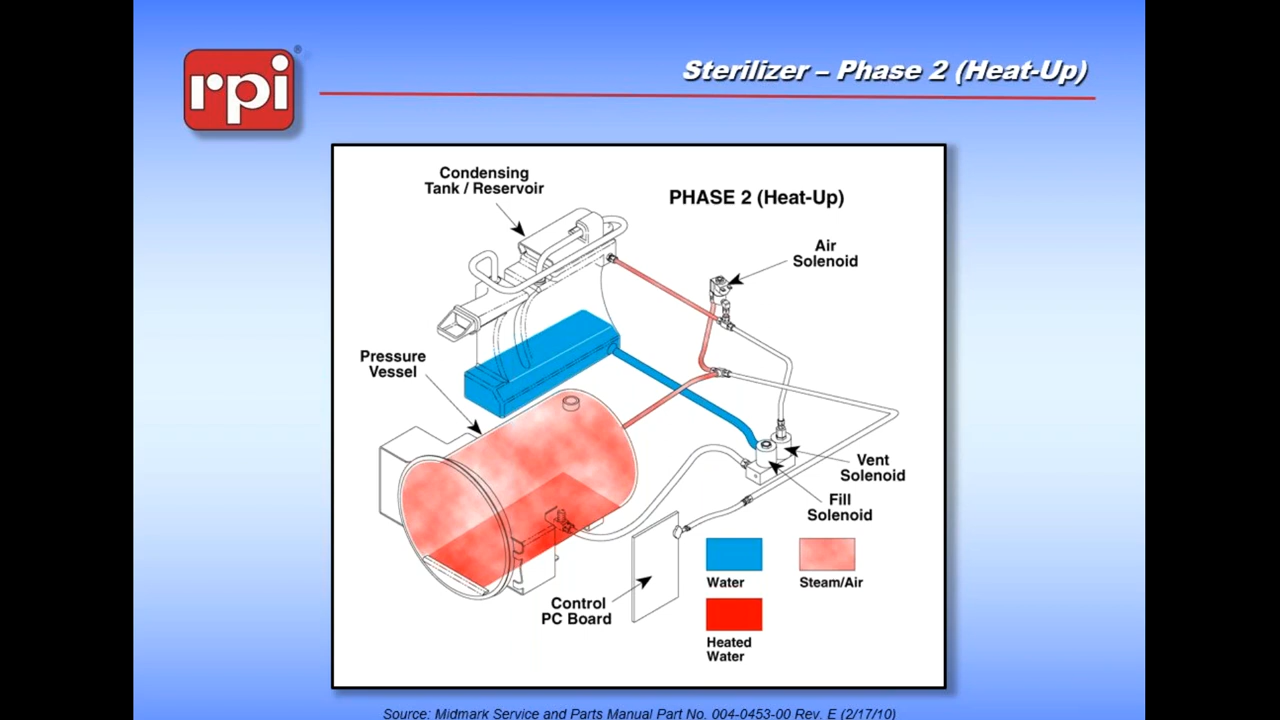 rpi®
Sterilizer – Phase 2 (Heat-Up)
Condensing
Tank / Reservoir
PHASE 2 (Heat-Up)
Air
Solenoid
Pressure
Vessel
Vent
Solenoid
Fill
Solenoid
Water
Steam/Air
Control
PC Board
Heated
Water
Source: Midmark Service and Parts Manual Part No. 004-0453-00 Rev. E (2/17/10)